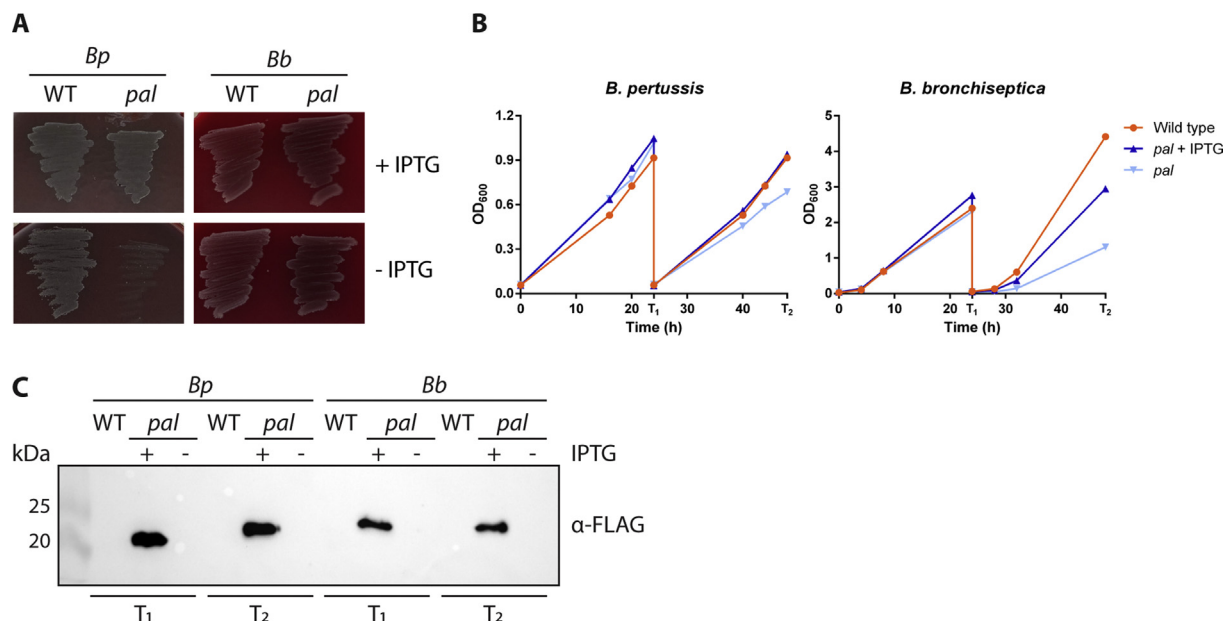 A
Bp
Bb
WT pal WT pal
+ IPTG
- IPTG
B
B. pertussis
B. bronchiseptica
1.2
0.9
0.6
0.3
0.0
OD600
0 20 T1 30 40 T2
10
Time (h)
5
4
3
2
1
0
OD600
0 10 T1 30 40 T2
Time (h)
Wild type
pal + IPTG
pal
C
Bp
Bb
WT pal WT pal WT pal WT pal
kDa + - + - + - + - IPTG
25
20
α-FLAG
T1 T2 T1 T2